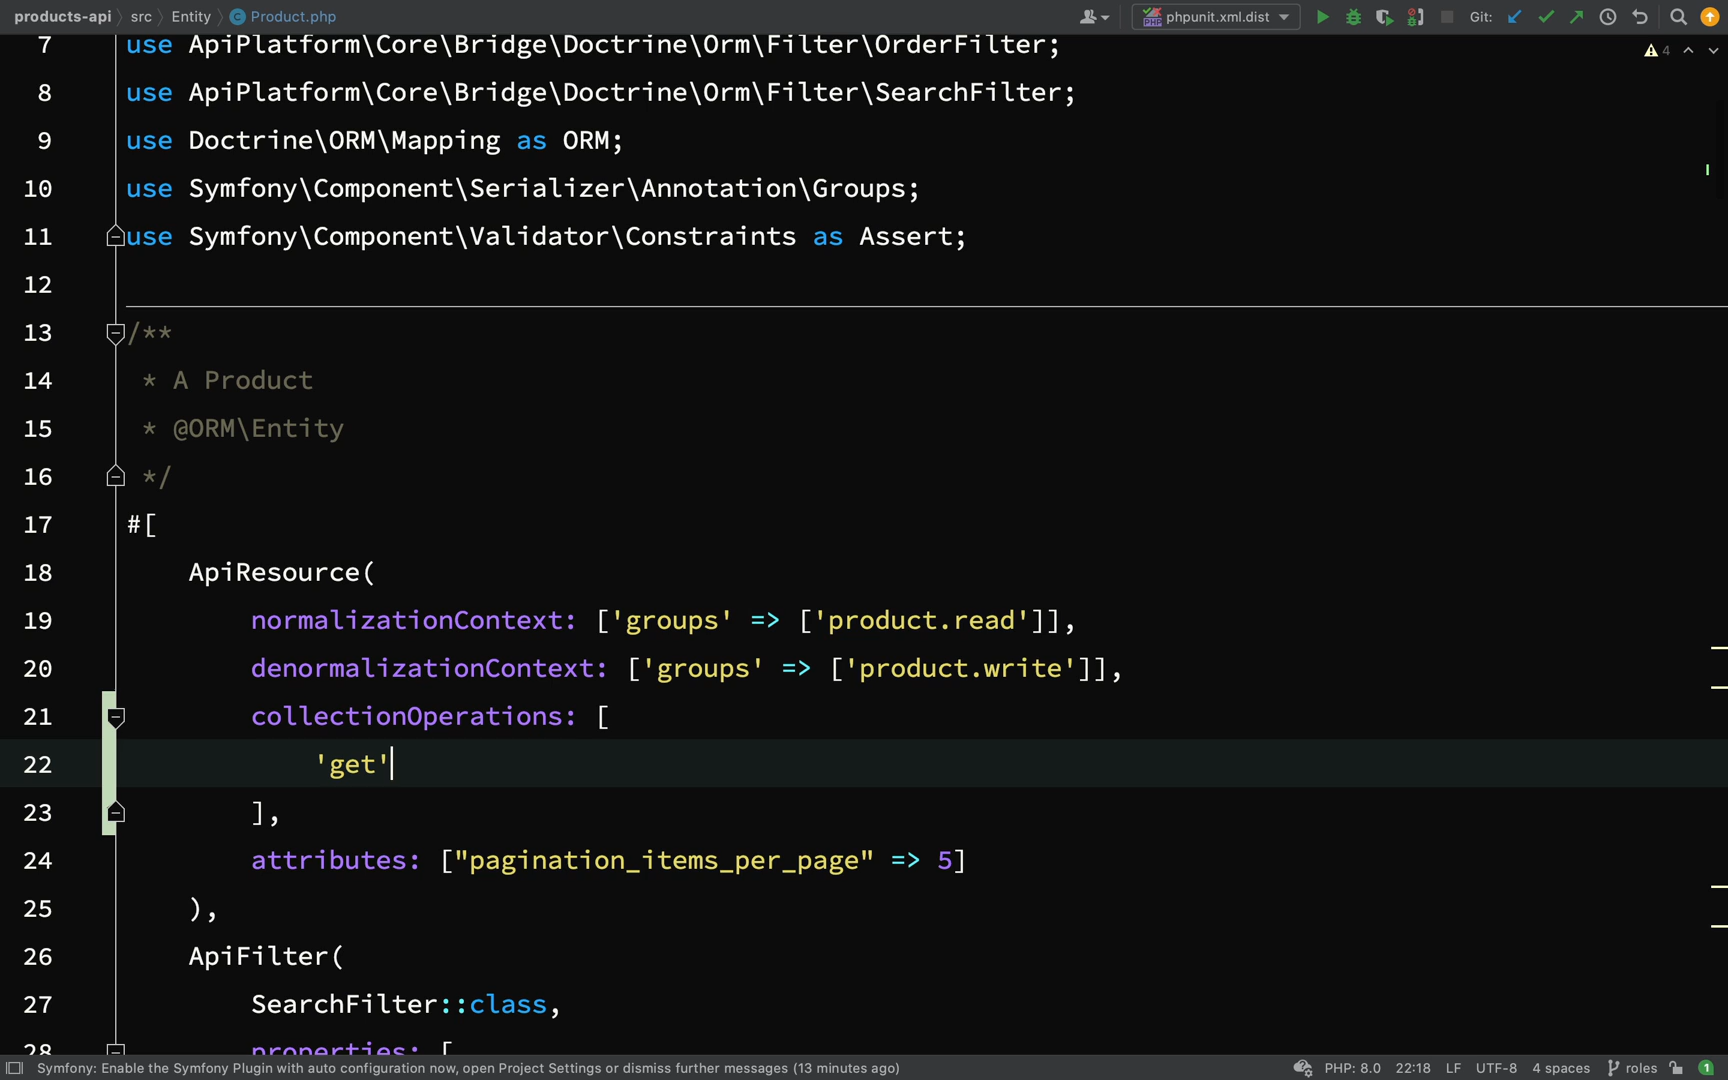 products-api src Entity Product.php phpunit.xml.dist Git:
7 use ApiPlatform\Core\Bridge\Doctrine\Orm\Filter\OrderFilter;
4
8 use ApiPlatform\Core\Bridge\Doctrine\Orm\Filter\SearchFilter;
9 use Doctrine\ORM\Mapping as ORM;
10 use Symfony\Component\Serializer\Annotation\Groups;
11 use Symfony\Component\Validator\Constraints as Assert;
12
13 /**
14 * A Product
15 * @ORM\Entity
16 */
17 #[
18 ApiResource(
19 normalizationContext: ['groups' => ['product.read']],
20 denormalizationContext: ['groups' => ['product.write']],
21 collectionOperations: [
22 'get'
23 ],
24 attributes: ["pagination_items_per_page" => 5]
25 ),
26 ApiFilter(
27 SearchFilter::class,
28 properties: [
Symfony: Enable the Symfony Plugin with auto configuration now, open Project Settings or dismiss further messages (13 minutes ago) PHP: 8.0 22:18 LF UTF-8 4 spaces roles 1